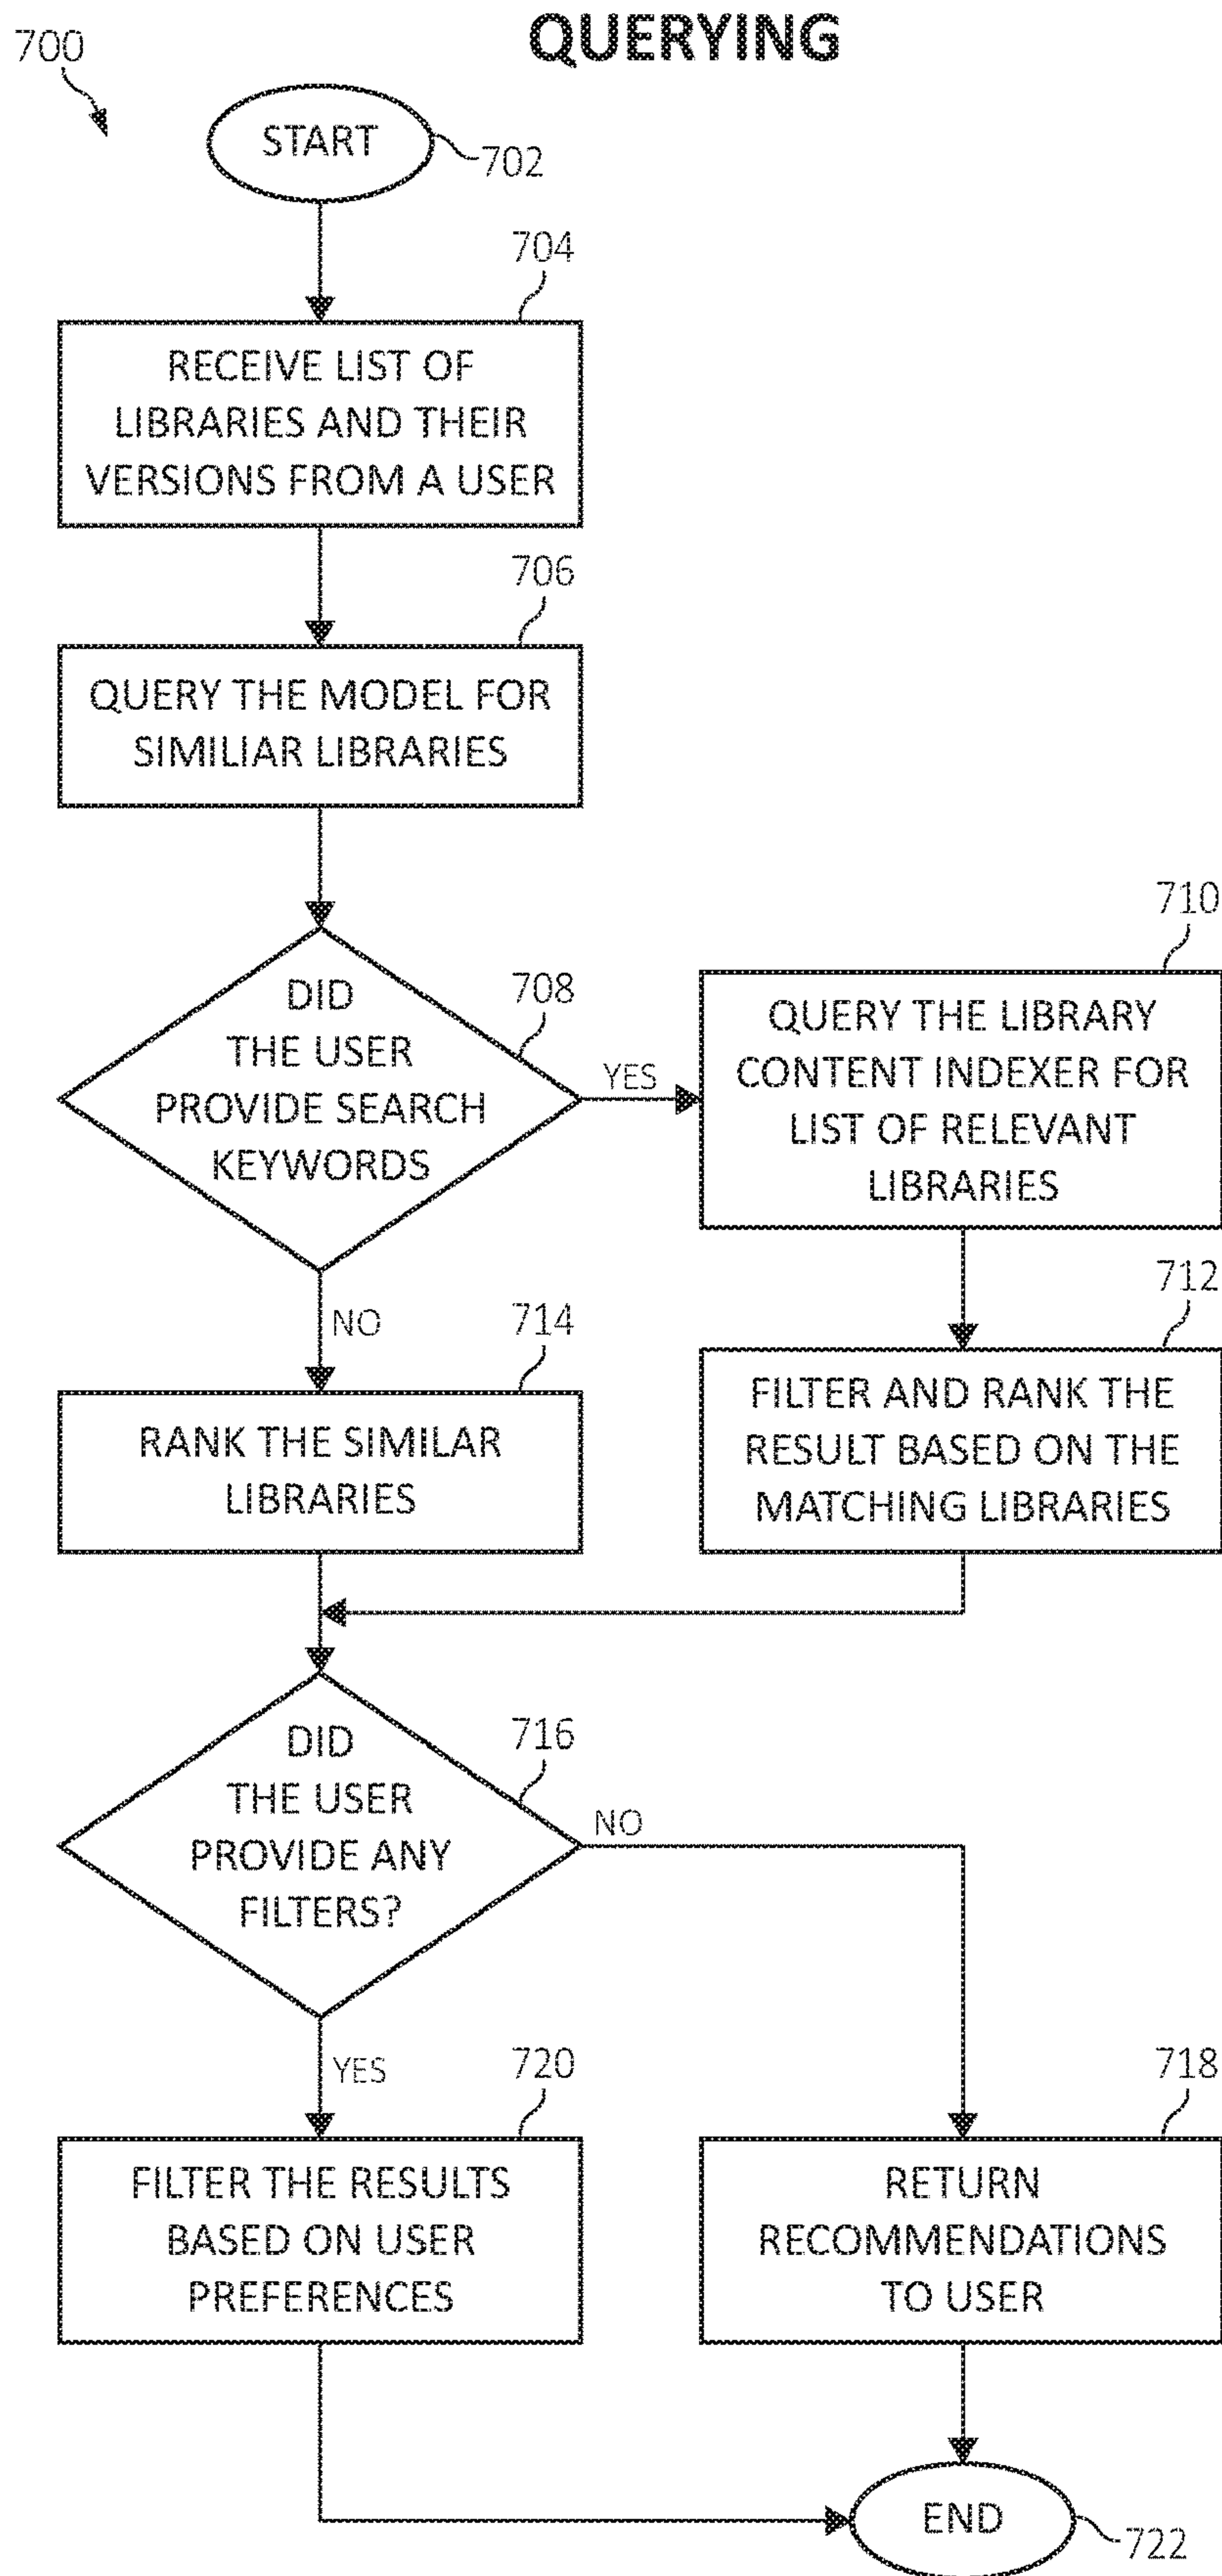 QUERYING
700
START
702
704
RECEIVE LIST OF
LIBRARIES AND THEIR
VERSIONS FROM A USER
706
QUERY THE MODEL FOR
SIMILIAR LIBRARIES
708
DID
THE USER
PROVIDE SEARCH
KEYWORDS
YES
710
QUERY THE LIBRARY
CONTENT INDEXER FOR
LIST OF RELEVANT
LIBRARIES
712
FILTER AND RANK THE
RESULT BASED ON THE
MATCHING LIBRARIES
NO
714
RANK THE SIMILAR
LIBRARIES
716
DID
THE USER
PROVIDE ANY
FILTERS?
NO
YES
720
FILTER THE RESULTS
BASED ON USER
PREFERENCES
718
RETURN
RECOMMENDATIONS
TO USER
END
722